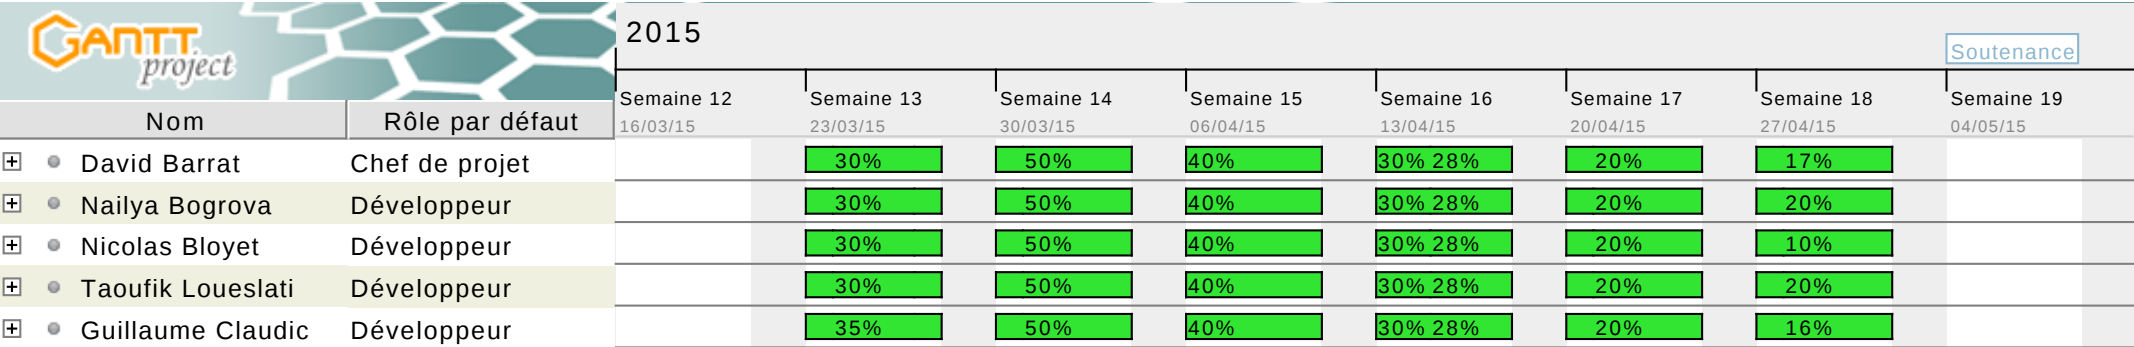 GANTT
project
2015
Soutenance
Semaine 12 Semaine 13 Semaine 14 Semaine 15 Semaine 16 Semaine 17 Semaine 18 Semaine 19
Nom Rôle par défaut 16/03/15 23/03/15 30/03/15 06/04/15 13/04/15 20/04/15 27/04/15 04/05/15
David Barrat Chef de projet 30% 50% 40% 30% 28% 20% 17%
Nailya Bogrova Développeur 30% 50% 40% 30% 28% 20% 20%
Nicolas Bloyet Développeur 30% 50% 40% 30% 28% 20% 10%
Taoufik Loueslati Développeur 30% 50% 40% 30% 28% 20% 20%
Guillaume Claudic Développeur 35% 50% 40% 30% 28% 20% 16%